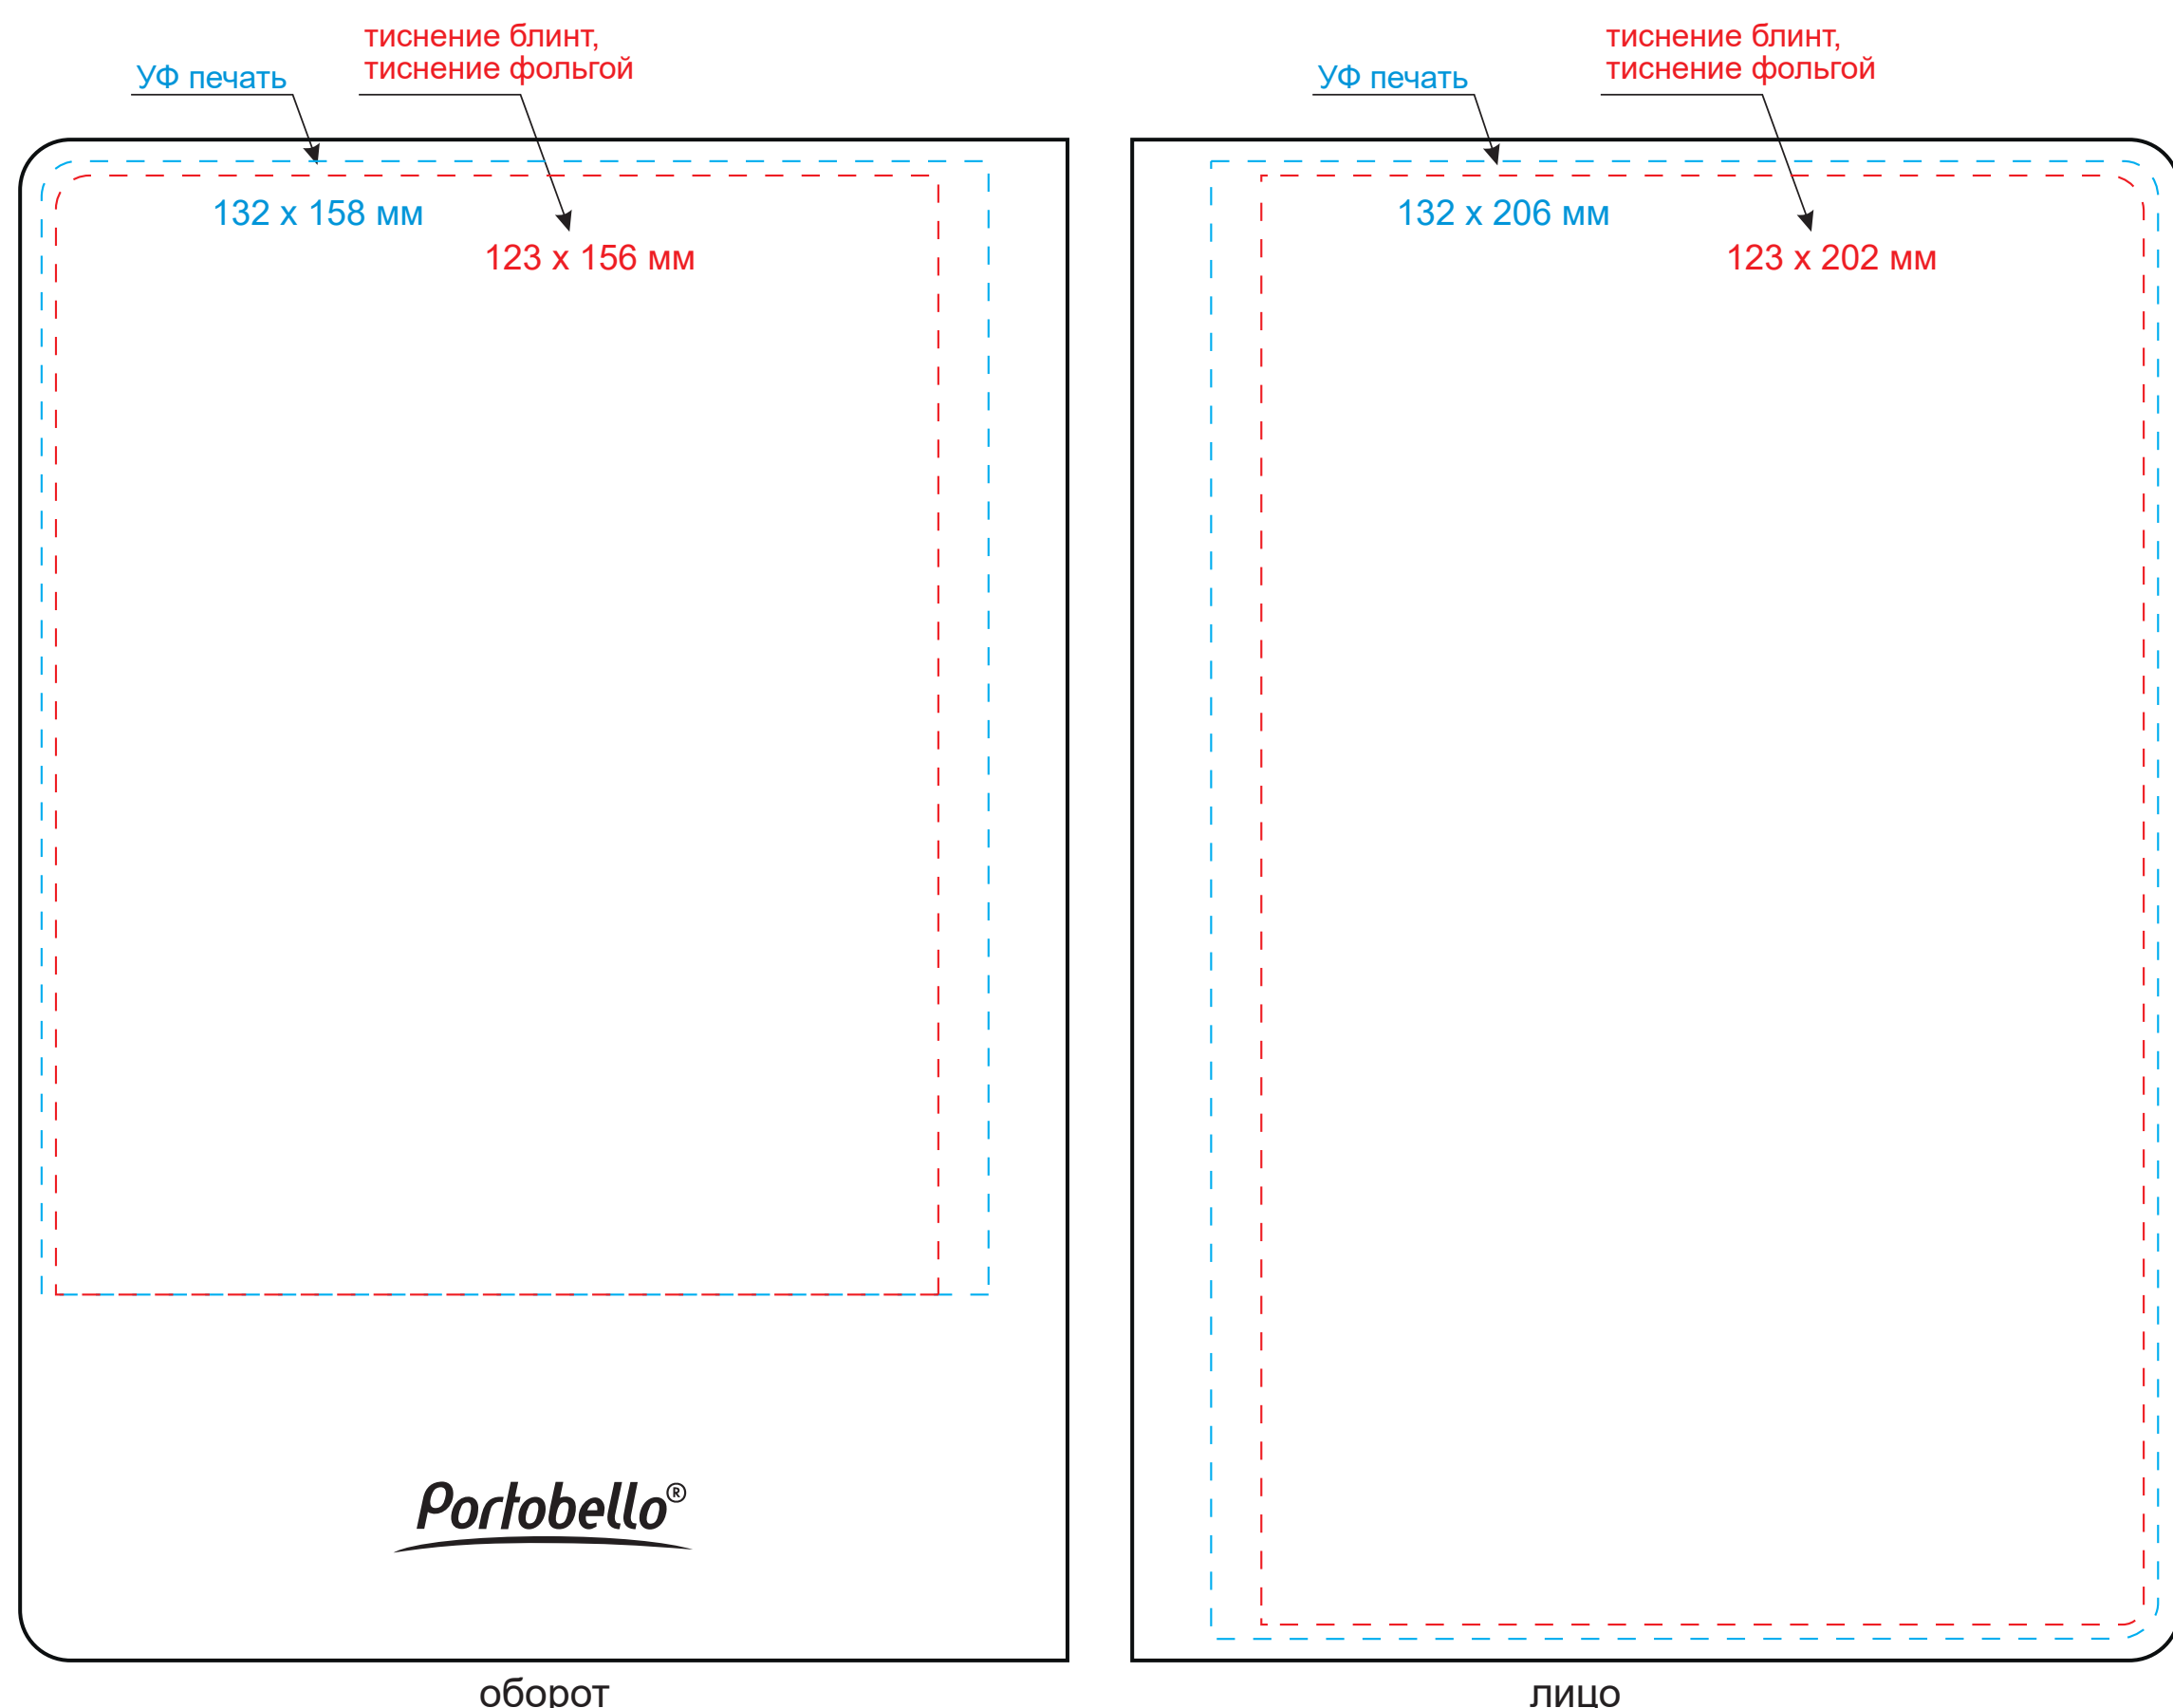 тиснение блинт,
тиснение фольгой
УФ печать
132 х 158 мм
123 х 156 мм
Portobello®
оборот
тиснение блинт,
тиснение фольгой
УФ печать
132 х 206 мм
123 х 202 мм
лицо